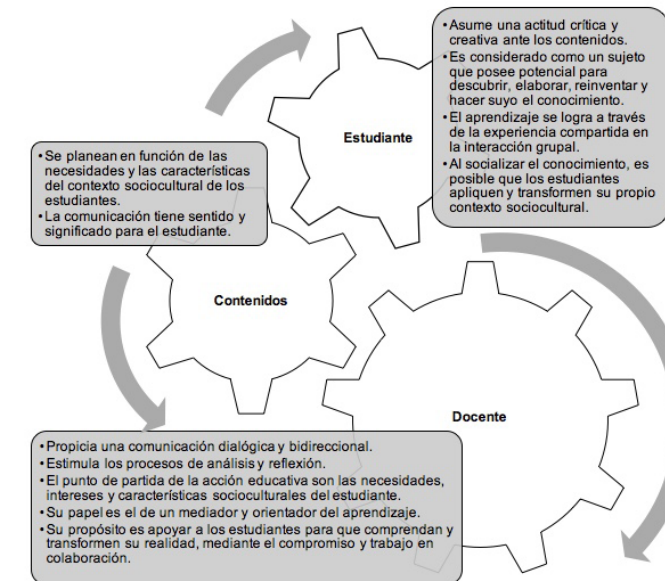 •Asume una actitud crítica y
creativa ante los contenidos.
•Es considerado como un sujeto
que posee potencial para
descubrir, elaborar, reinventar y
hacer suyo el conocimiento.
•El aprendizaje se logra a través
de la experiencia compartida en
la interacción grupal.
•Al socializar el conocimiento, es
posible que los estudiantes
apliquen y transformen su propio
contexto sociocultural.
Estudiante
•Se planean en función de las
necesidades y las características
del contexto sociocultural de los
estudiantes.
•La comunicación tiene sentido y
significado para el estudiante.
Contenidos
Docente
•Propicia una comunicación dialógica y bidireccional.
•Estimula los procesos de análisis y reflexión.
•El punto de partida de la acción educativa son las necesidades,
intereses y características socioculturales del estudiante.
•Su papel es el de un mediador y orientador del aprendizaje.
•Su propósito es apoyar a los estudiantes para que comprendan y
transformen su realidad, mediante el compromiso y trabajo en
colaboración.